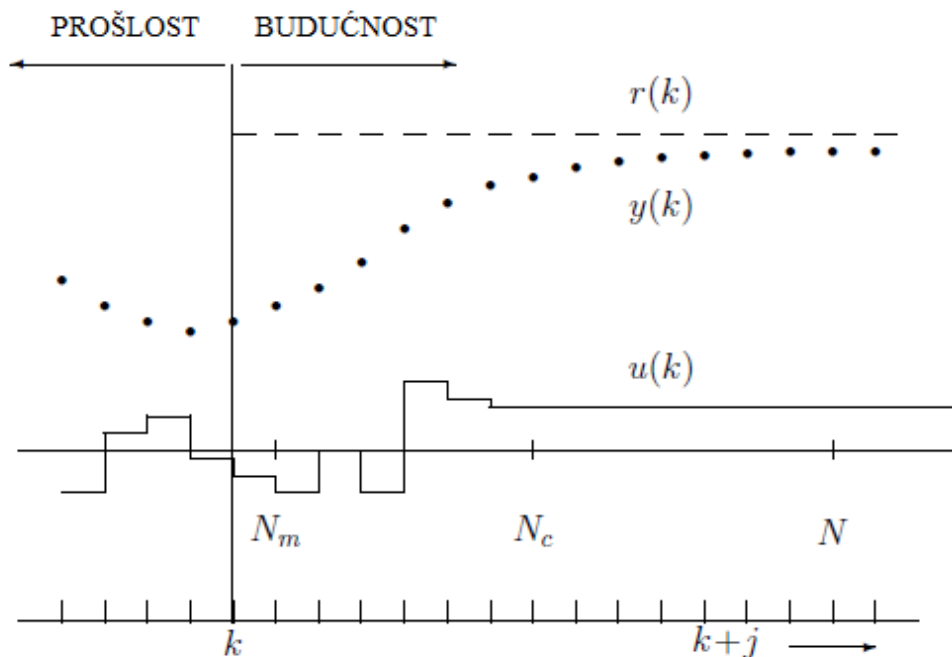 PROŠLOST BUDUĆNOST
r(k)
y(k)
u(k)
N_m N_c N
k k+j